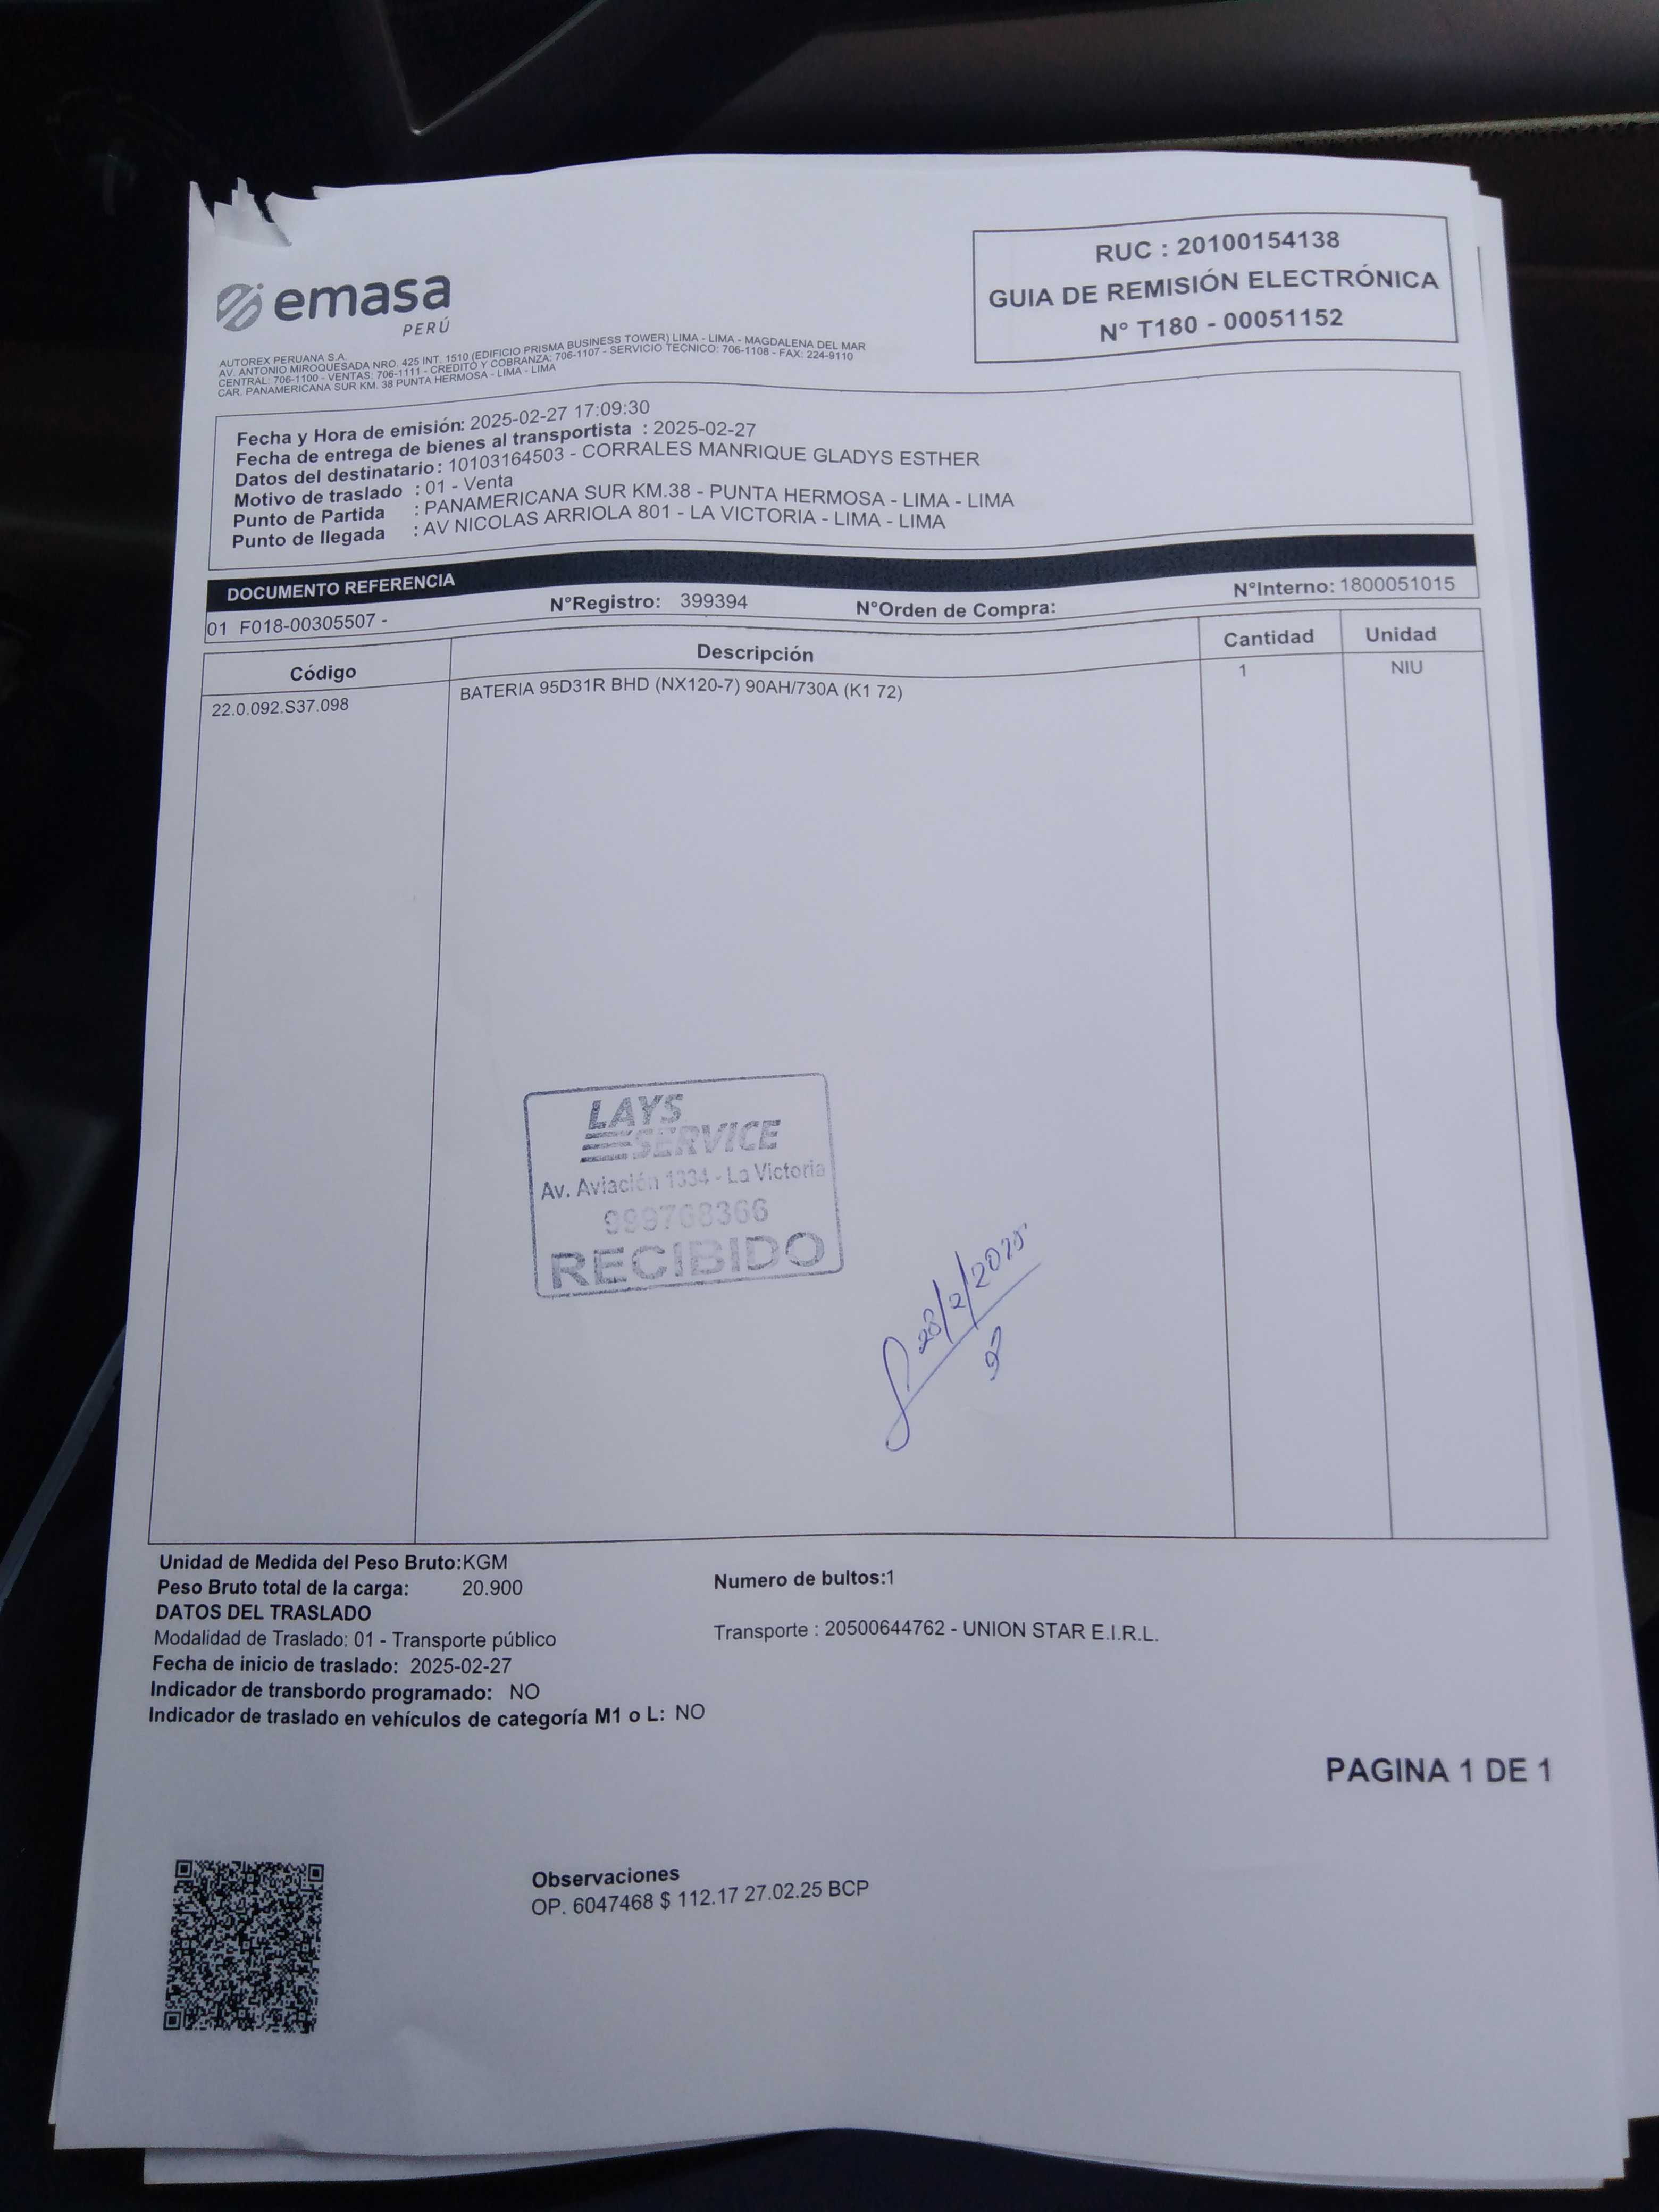 RUC : 20100154138
GUIA DE REMISIÓN ELECTRÓNICA
N° T180 - 00051152
emasa
PERÚ
AUTOREX PERUANA S.A.
AV. ANTONIO MIROQUESADA NRO. 425 INT. 1510 (EDIFICIO PRISMA BUSINESS TOWER) LIMA - LIMA - MAGDALENA DEL MAR
CENTRAL: 706-1100 - VENTAS: 706-1111 - CREDITO Y COBRANZA: 706-1107 - SERVICIO TECNICO: 706-1108 - FAX: 224-9110
CAR. PANAMERICANA SUR KM. 38 PUNTA HERMOSA - LIMA - LIMA
Fecha y Hora de emisión: 2025-02-27 17:09:30
Fecha de entrega de bienes al transportista : 2025-02-27
Datos del destinatario : 10103164503 - CORRALES MANRIQUE GLADYS ESTHER
Motivo de traslado : 01 - Venta
Punto de Partida : PANAMERICANA SUR KM.38 - PUNTA HERMOSA - LIMA - LIMA
Punto de llegada : AV NICOLAS ARRIOLA 801 - LA VICTORIA - LIMA - LIMA
DOCUMENTO REFERENCIA
01 F018-00305507 - N°Registro: 399394 N°Orden de Compra: N°Interno: 1800051015
Código Descripción Cantidad Unidad
22.0.092.S37.098 BATERIA 95D31R BHD (NX120-7) 90AH/730A (K1 72) 1 NIU
LAYS
SERVICE
Av. Aviación 1334 - La Victoria
999768366
RECIBIDO
28/2/2025
Unidad de Medida del Peso Bruto:KGM
Peso Bruto total de la carga: 20.900 Numero de bultos:1
DATOS DEL TRASLADO
Modalidad de Traslado: 01 - Transporte público Transporte : 20500644762 - UNION STAR E.I.R.L.
Fecha de inicio de traslado: 2025-02-27
Indicador de transbordo programado: NO
Indicador de traslado en vehículos de categoría M1 o L: NO
PAGINA 1 DE 1
Observaciones
OP. 6047468 $ 112.17 27.02.25 BCP